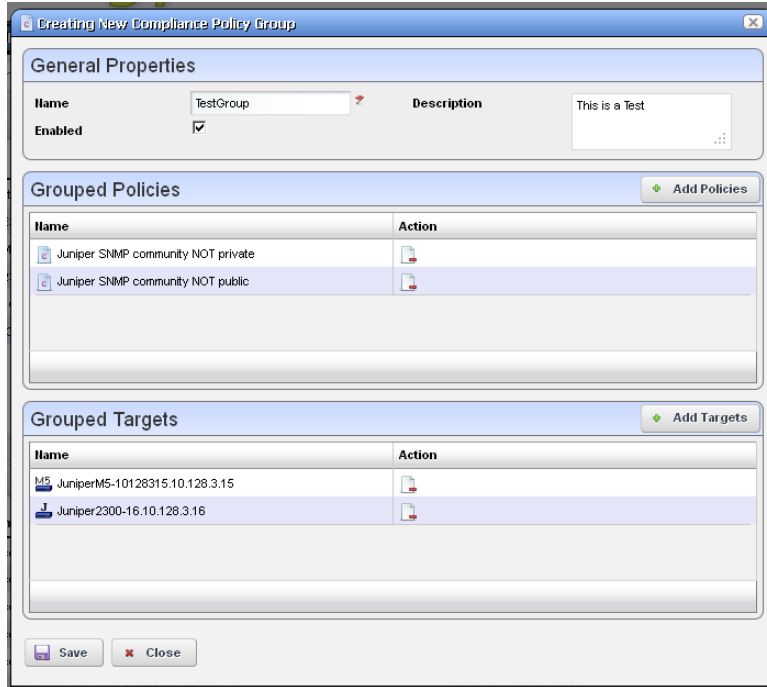 Creating New Compliance Policy Group
General Properties
Name TestGroup Description This is a Test
Enabled
Grouped Policies Add Policies
Name Action
Juniper SNMP community NOT private
Juniper SNMP community NOT public
Grouped Targets Add Targets
Name Action
M5 JuniperM5-10128315.10.128.3.15
J Juniper2300-16.10.128.3.16
Save Close